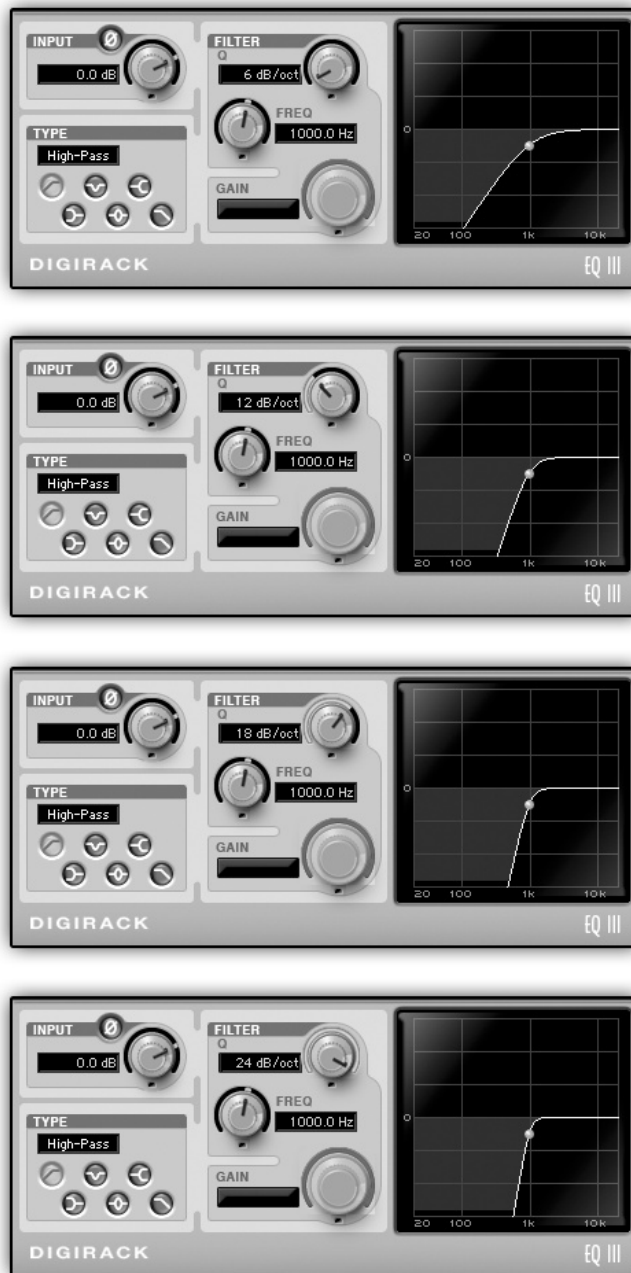 INPUT Ø FILTER
Q
0.0 dB 6 dB/oct
FREQ
TYPE 1000.0 Hz
High-Pass
GAIN
0
20 100 1k 10k
DIGIRACK EQ III
INPUT Ø FILTER
Q
0.0 dB 12 dB/oct
FREQ
TYPE 1000.0 Hz
High-Pass
GAIN
0
20 100 1k 10k
DIGIRACK EQ III
INPUT Ø FILTER
Q
0.0 dB 18 dB/oct
FREQ
TYPE 1000.0 Hz
High-Pass
GAIN
0
20 100 1k 10k
DIGIRACK EQ III
INPUT Ø FILTER
Q
0.0 dB 24 dB/oct
FREQ
TYPE 1000.0 Hz
High-Pass
GAIN
0
20 100 1k 10k
DIGIRACK EQ III